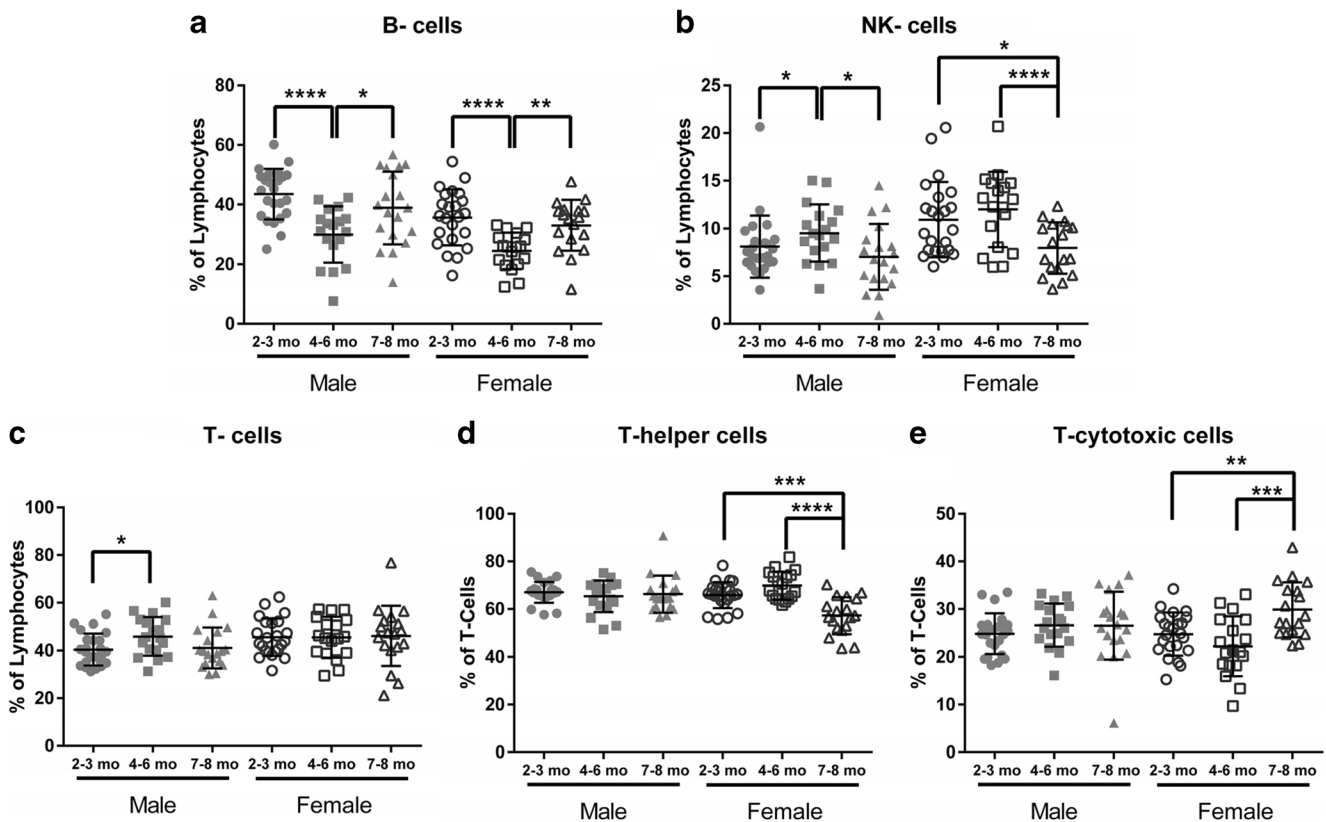 a
B- cells
% of Lymphocytes
80
60
40
20
0
****
*
****
**
2-3 mo 4-6 mo 7-8 mo 2-3 mo 4-6 mo 7-8 mo
Male Female
b
NK- cells
% of Lymphocytes
25
20
15
10
5
0
*
*
*
****
2-3 mo 4-6 mo 7-8 mo 2-3 mo 4-6 mo 7-8 mo
Male Female
c
T- cells
% of Lymphocytes
100
80
60
40
20
0
*
2-3 mo 4-6 mo 7-8 mo 2-3 mo 4-6 mo 7-8 mo
Male Female
d
T-helper cells
% of T-Cells
100
80
60
40
20
0
***
****
2-3 mo 4-6 mo 7-8 mo 2-3 mo 4-6 mo 7-8 mo
Male Female
e
T-cytotoxic cells
% of T-Cells
50
40
30
20
10
0
**
***
2-3 mo 4-6 mo 7-8 mo 2-3 mo 4-6 mo 7-8 mo
Male Female